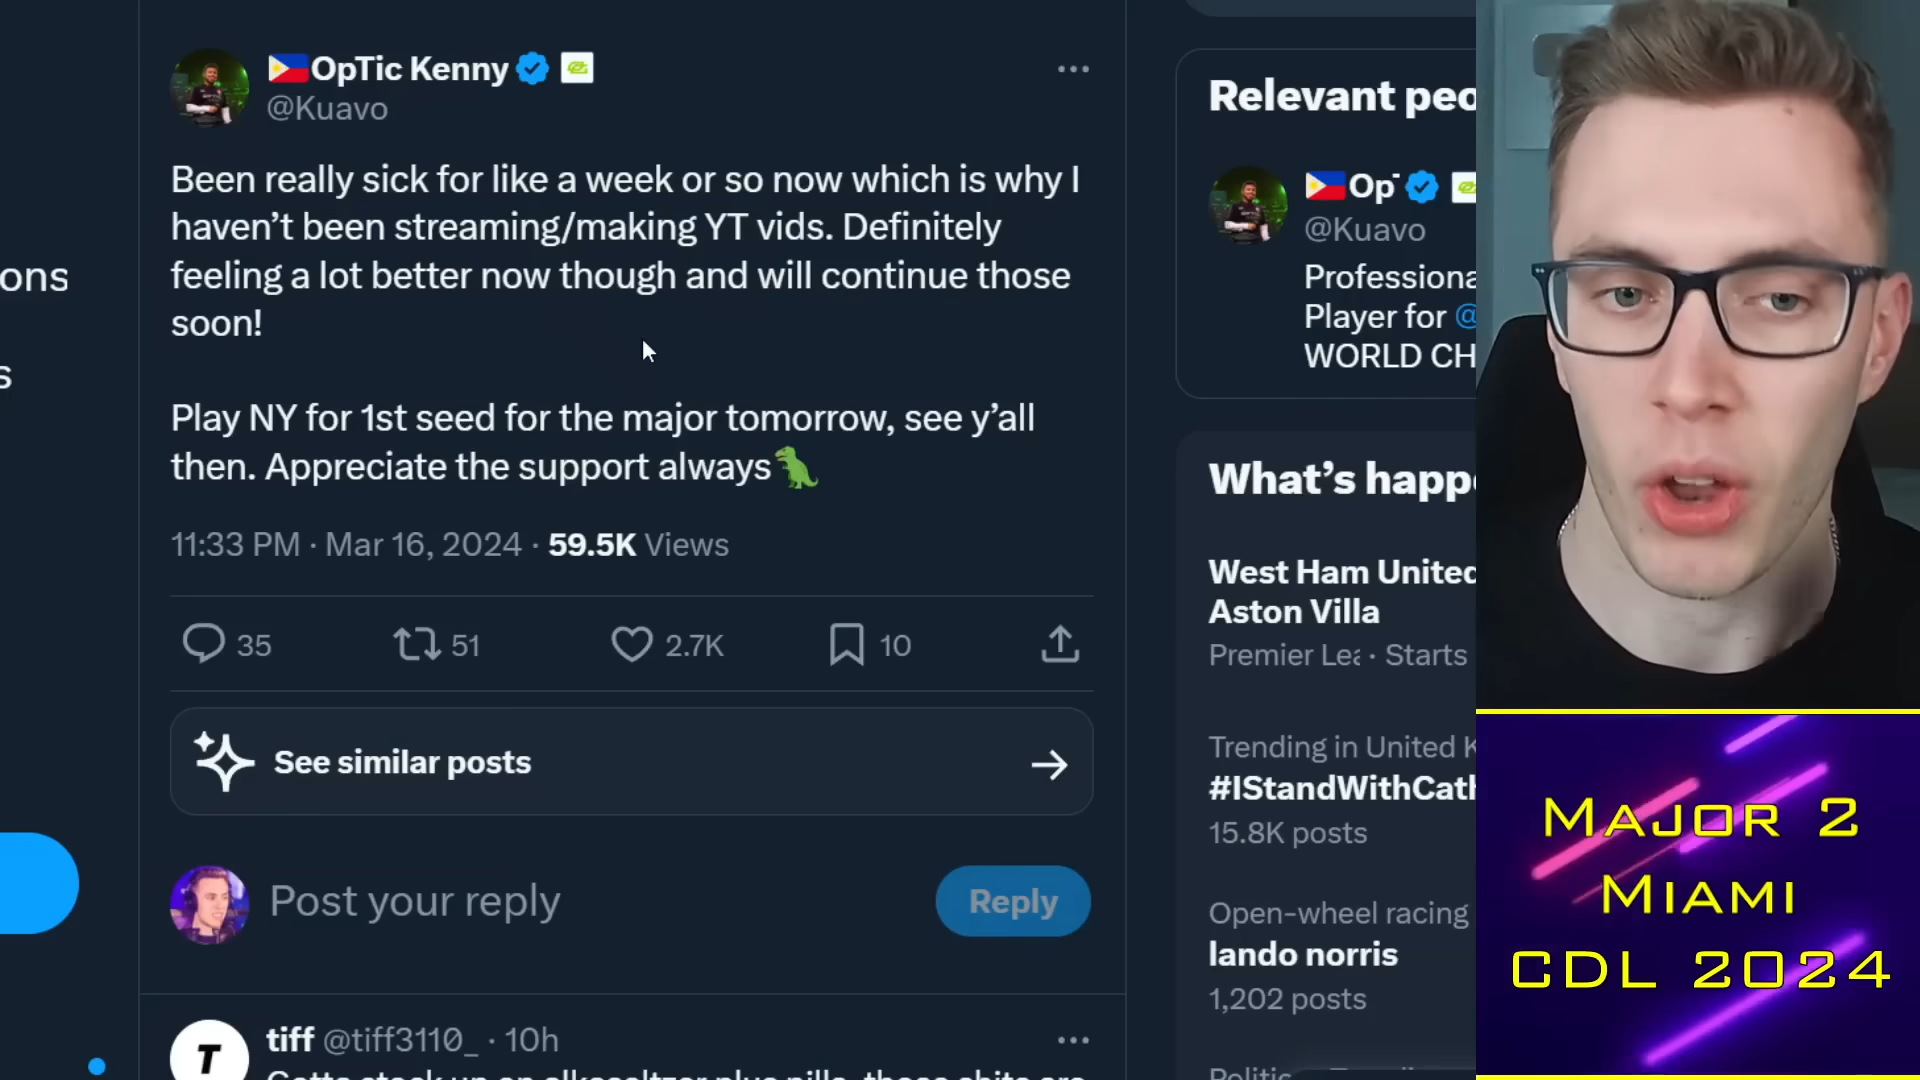 OpTic Kenny
@Kuavo
Been really sick for like a week or so now which is why I
haven’t been streaming/making YT vids. Definitely
feeling a lot better now though and will continue those
soon!
Play NY for 1st seed for the major tomorrow, see y’all
then. Appreciate the support always
11:33 PM · Mar 16, 2024 · 59.5K Views
35 51 2.7K 10
See similar posts
Post your reply
Reply
tiff @tiff3110_ · 10h
ons
s
Relevant peo
Op
@Kuavo
Professiona
Player for @
WORLD CH
What’s happe
West Ham United
Aston Villa
Premier Lea · Starts
Trending in United K
#IStandWithCath
15.8K posts
Open-wheel racing
lando norris
1,202 posts
MAJOR 2
MIAMI
CDL 2024